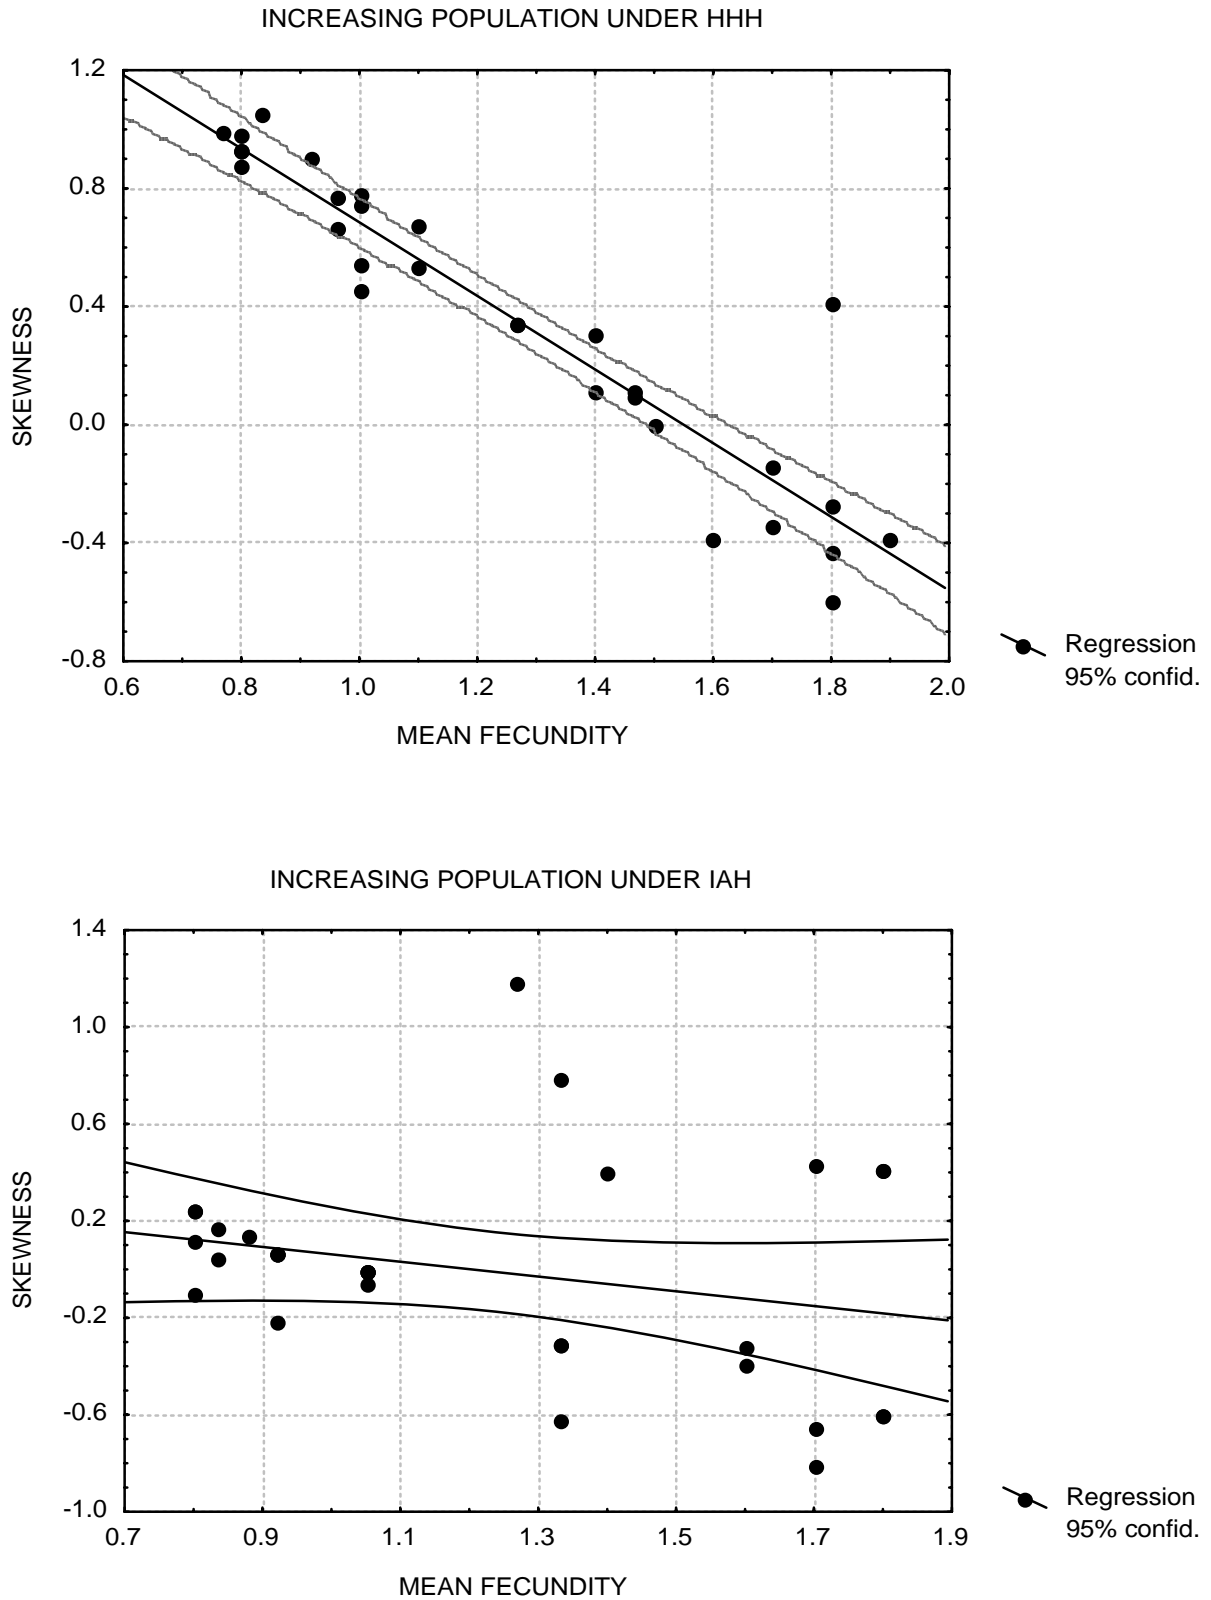 INCREASING POPULATION UNDER HHH
1.2
0.8
0.4
0.0
-0.4
-0.8
SKEWNESS
0.6 0.8 1.0 1.2 1.4 1.6 1.8 2.0
MEAN FECUNDITY
Regression
95% confid.
INCREASING POPULATION UNDER IAH
1.4
1.0
0.6
0.2
-0.2
-0.6
-1.0
SKEWNESS
0.7 0.9 1.1 1.3 1.5 1.7 1.9
MEAN FECUNDITY
Regression
95% confid.